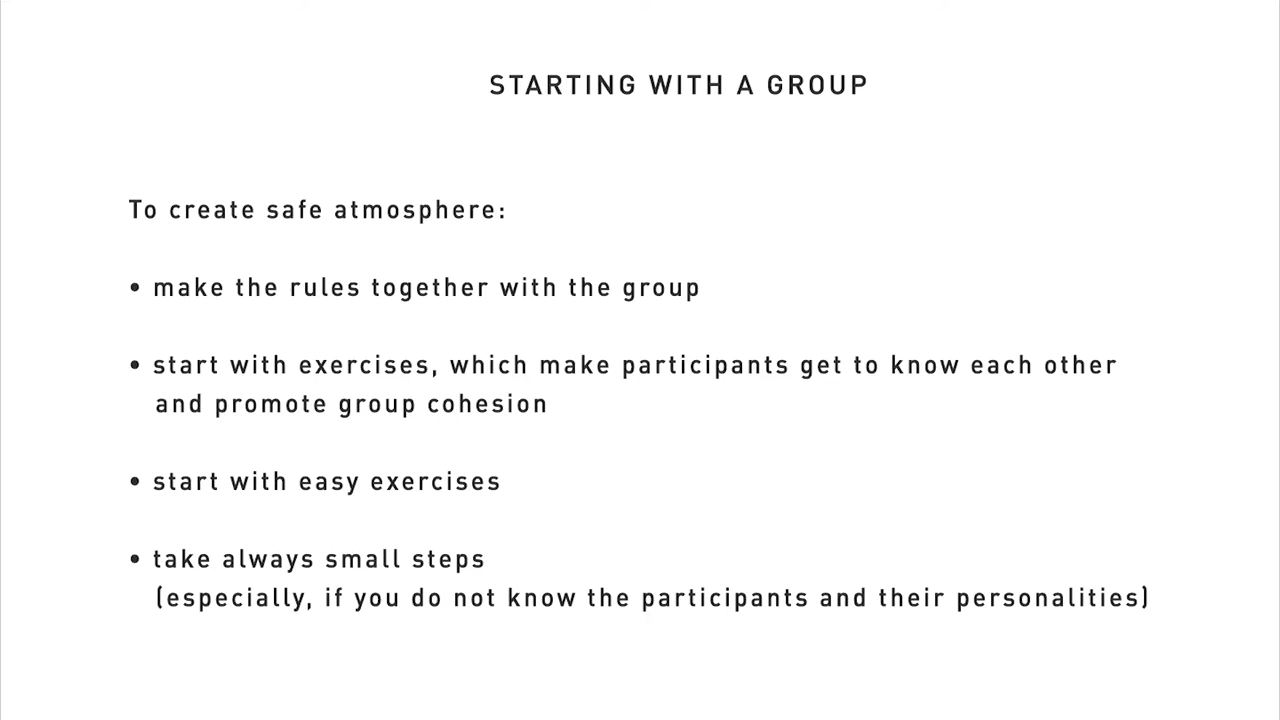 STARTING WITH A GROUP
To create safe atmosphere:
• make the rules together with the group
• start with exercises, which make participants get to know each other
and promote group cohesion
• start with easy exercises
• take always small steps
(especially, if you do not know the participants and their personalities)